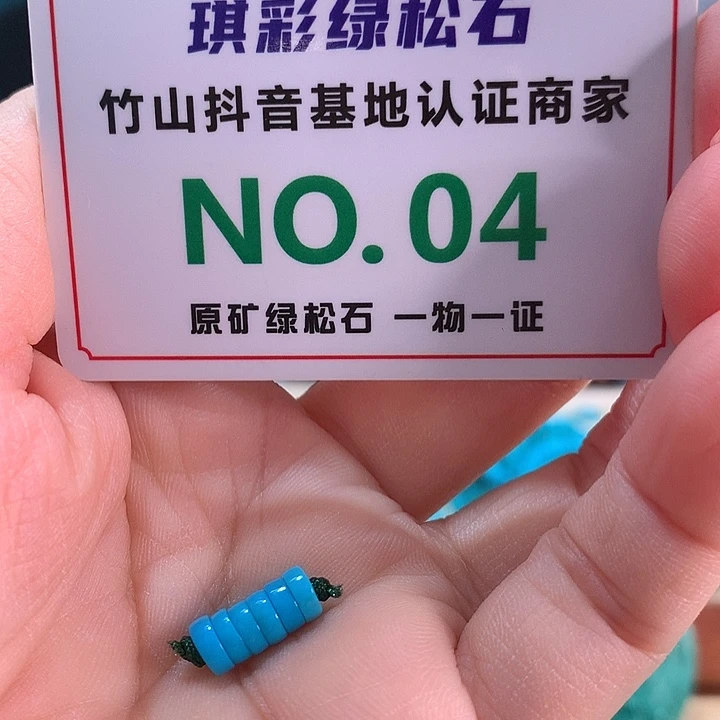 琪彩绿松石
竹山抖音基地认证商家
NO.04
原矿绿松石 一物一证